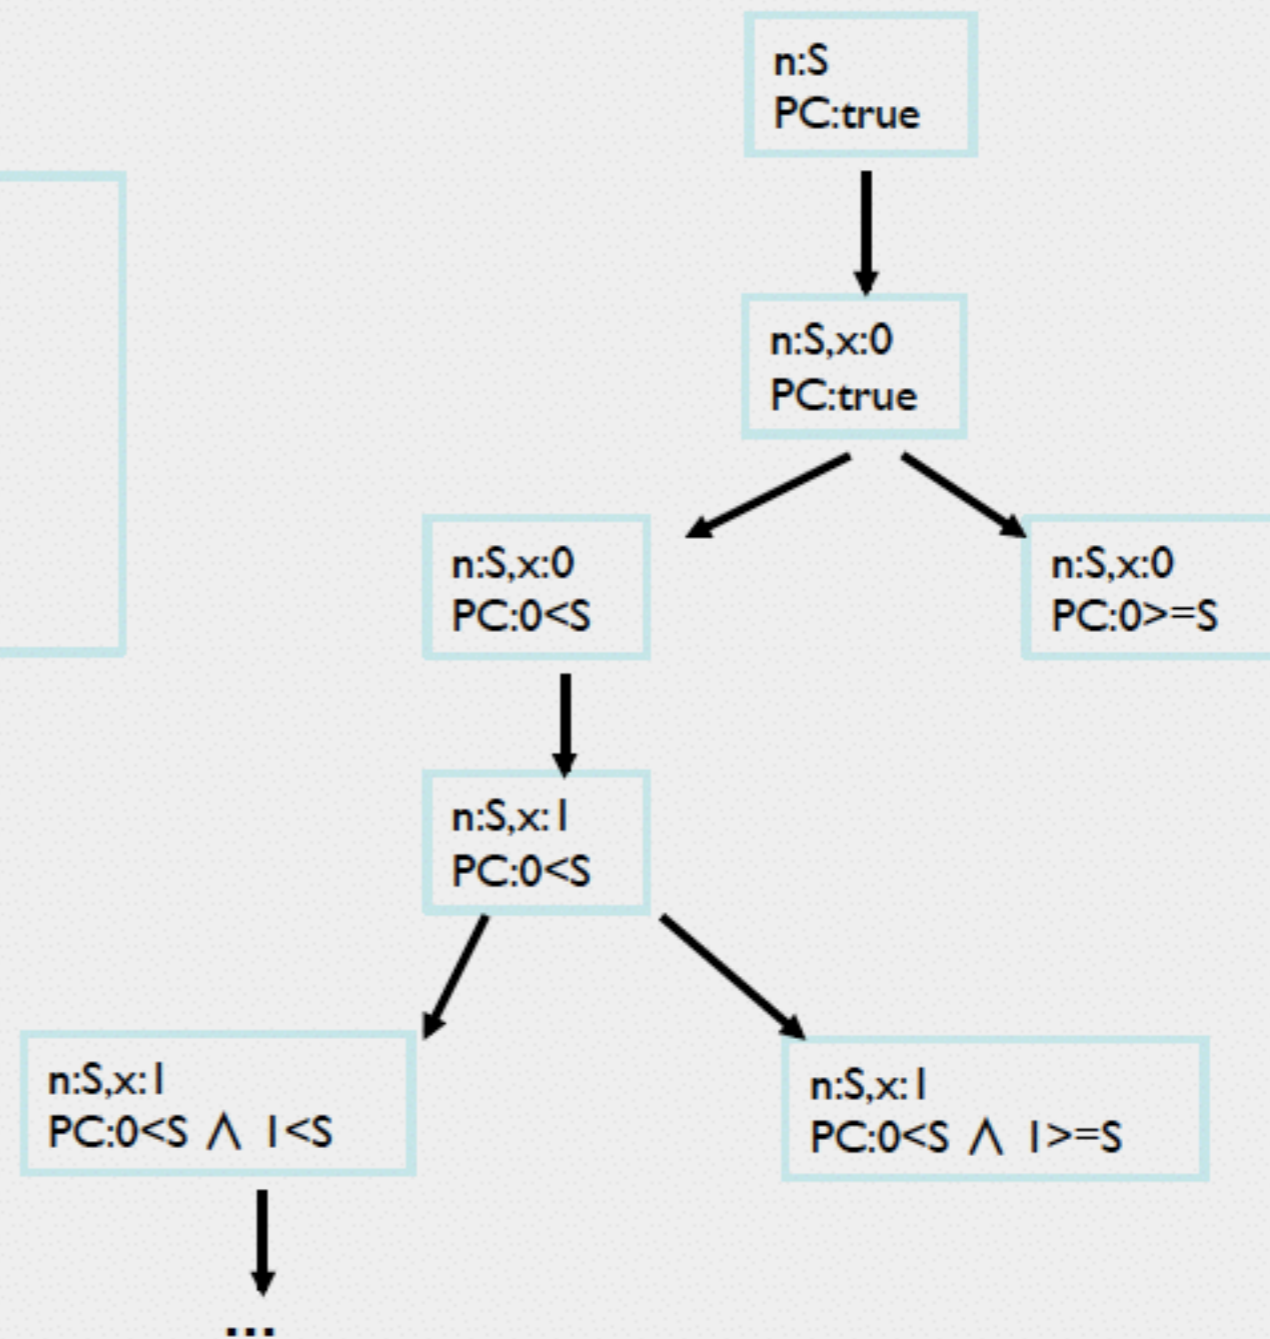 n:S
PC:true
n:S,x:0
PC:true
n:S,x:0
PC:0<S
n:S,x:0
PC:0>=S
n:S,x:1
PC:0<S
n:S,x:1
PC:0<S ∧ 1<S
n:S,x:1
PC:0<S ∧ 1>=S
...